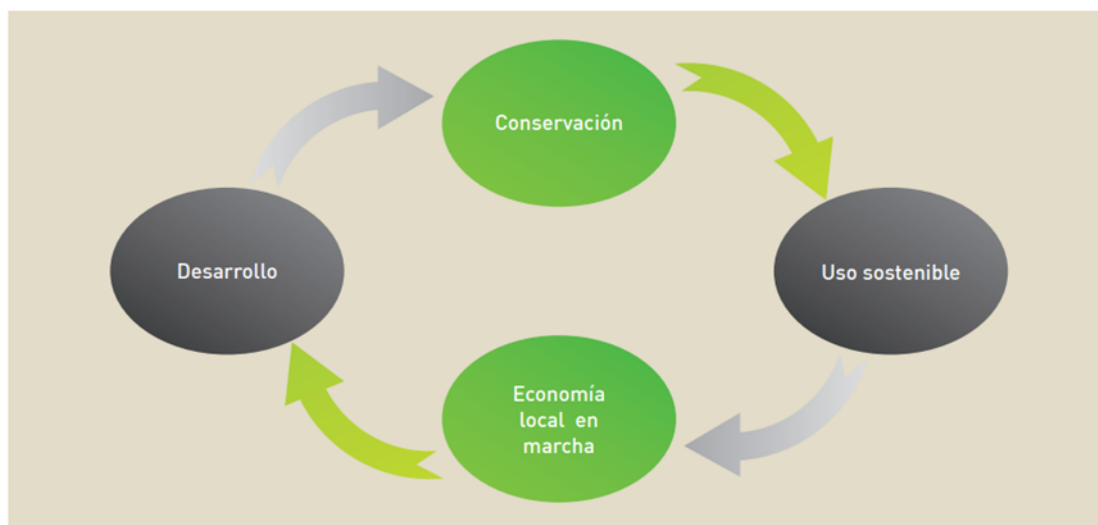 Conservación
Desarrollo
Uso sostenible
Economía
local en
marcha